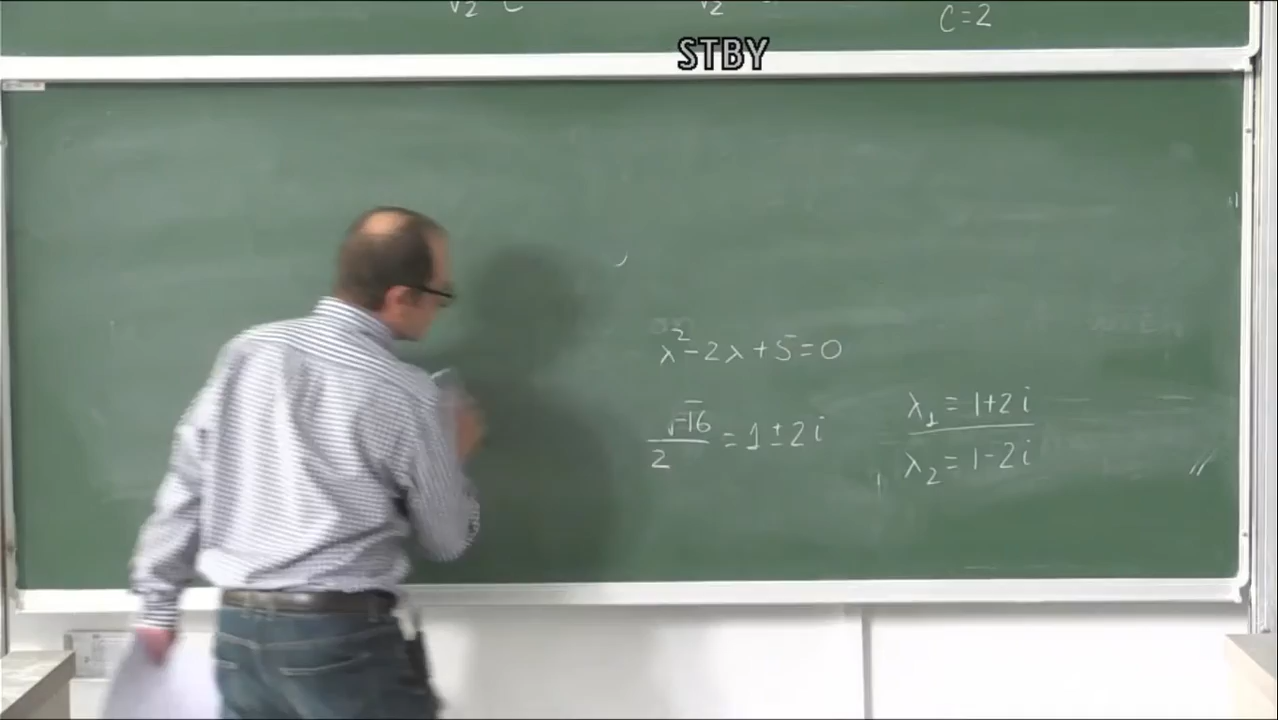 C=2
STBY
λ²-2λ+5=0
√-16/2 = 1±2i
λ₁ = 1+2i
λ₂ = 1-2i